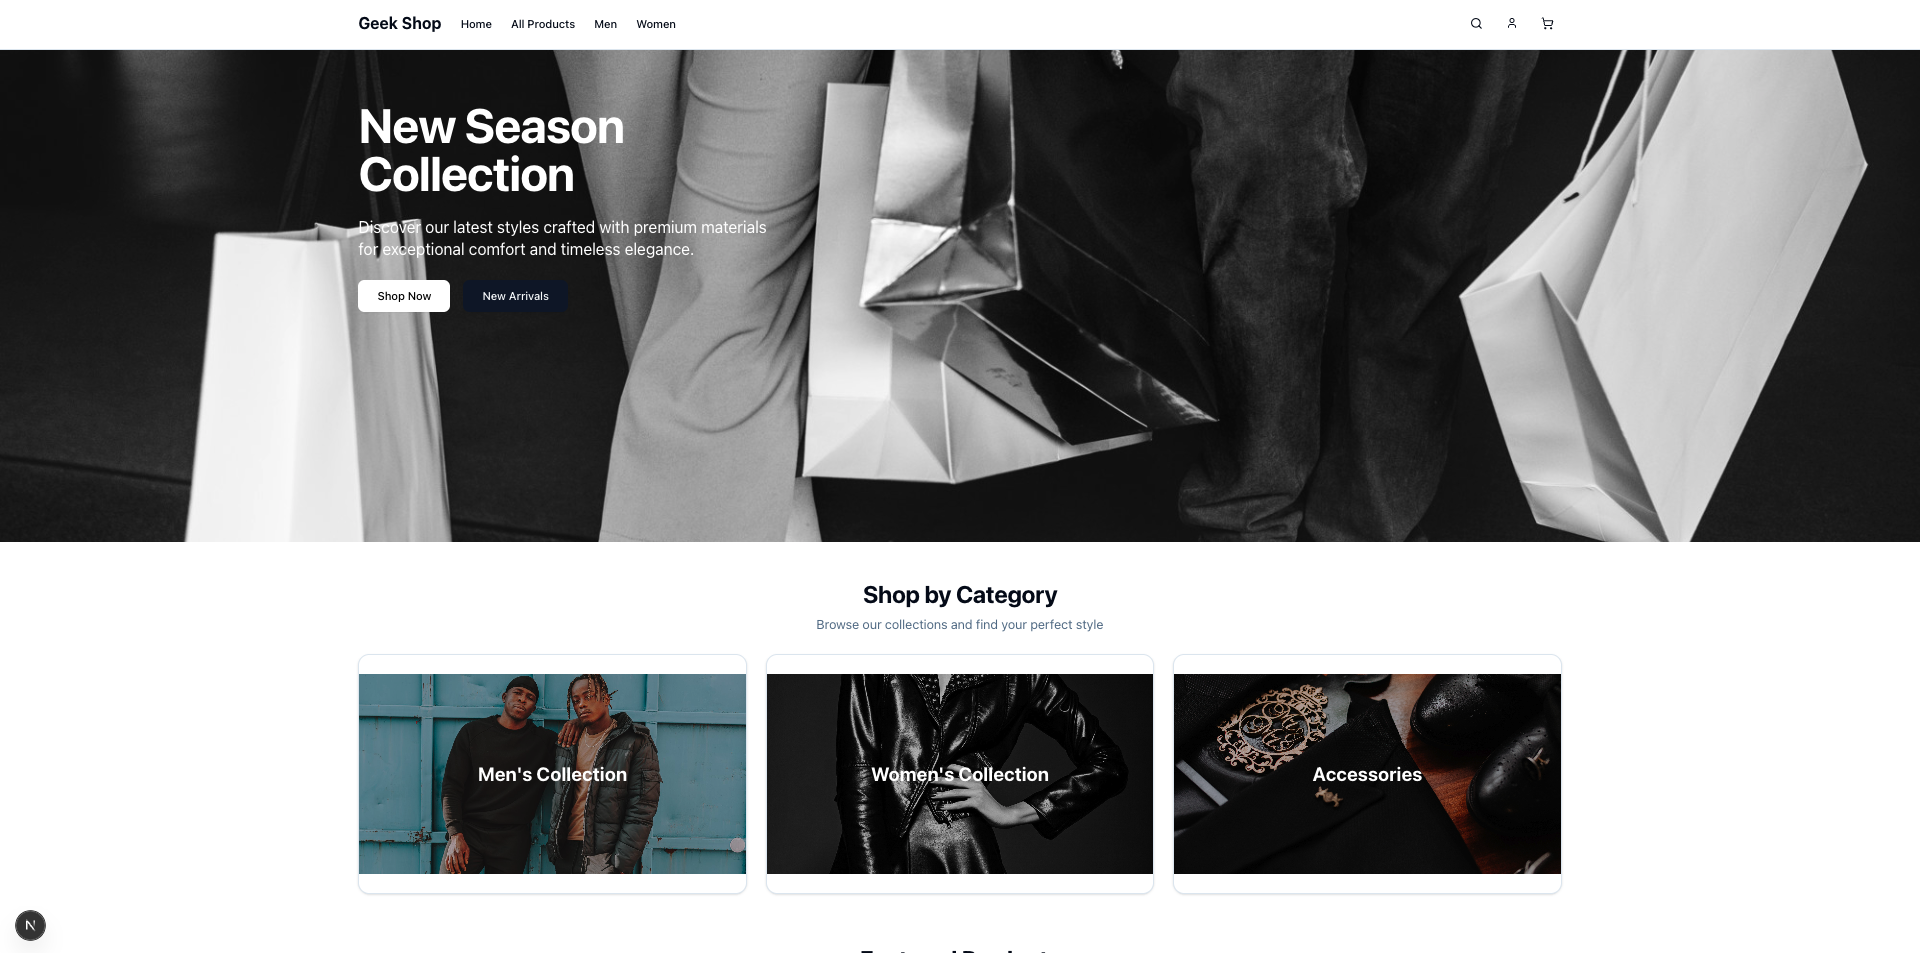 Geek Shop
Home
All Products
Men
Women
New Season
Collection
Discover our latest styles crafted with premium materials
for exceptional comfort and timeless elegance.
Shop Now
New Arrivals
Shop by Category
Browse our collections and find your perfect style
Men's Collection
Women's Collection
Accessories
N